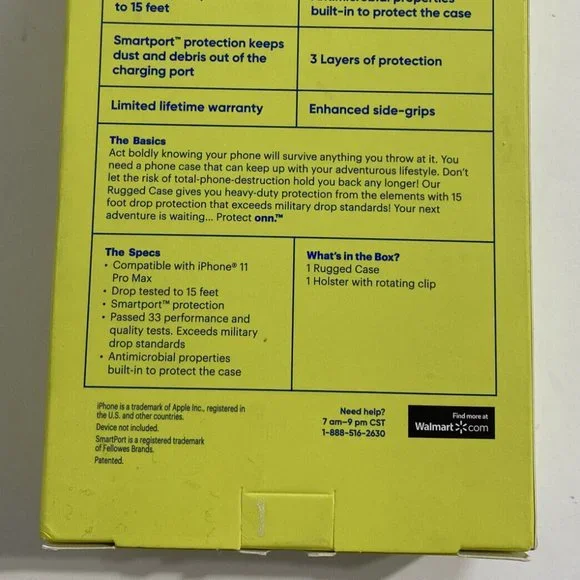 to 15 feet
Antimicrobial properties
built-in to protect the case
Smartport™ protection keeps
dust and debris out of the
charging port
3 Layers of protection
Limited lifetime warranty
Enhanced side-grips
The Basics
Act boldly knowing your phone will survive anything you throw at it. You
need a phone case that can keep up with your adventurous lifestyle. Don't
let the risk of total-phone-destruction hold you back any longer! Our
Rugged Case gives you heavy-duty protection from the elements with 15
foot drop protection that exceeds military drop standards! Your next
adventure is waiting... Protect onn.™
The Specs
• Compatible with iPhone® 11
Pro Max
• Drop tested to 15 feet
• Smartport™ protection
• Passed 33 performance and
quality tests. Exceeds military
drop standards
• Antimicrobial properties
built-in to protect the case
What's in the Box?
1 Rugged Case
1 Holster with rotating clip
iPhone is a trademark of Apple Inc., registered in
the U.S. and other countries.
Device not included.
SmartPort is a registered trademark
of Fellowes Brands.
Patented.
Need help?
7 am–9 pm CST
1-888-516-2630
Find more at
Walmart.com